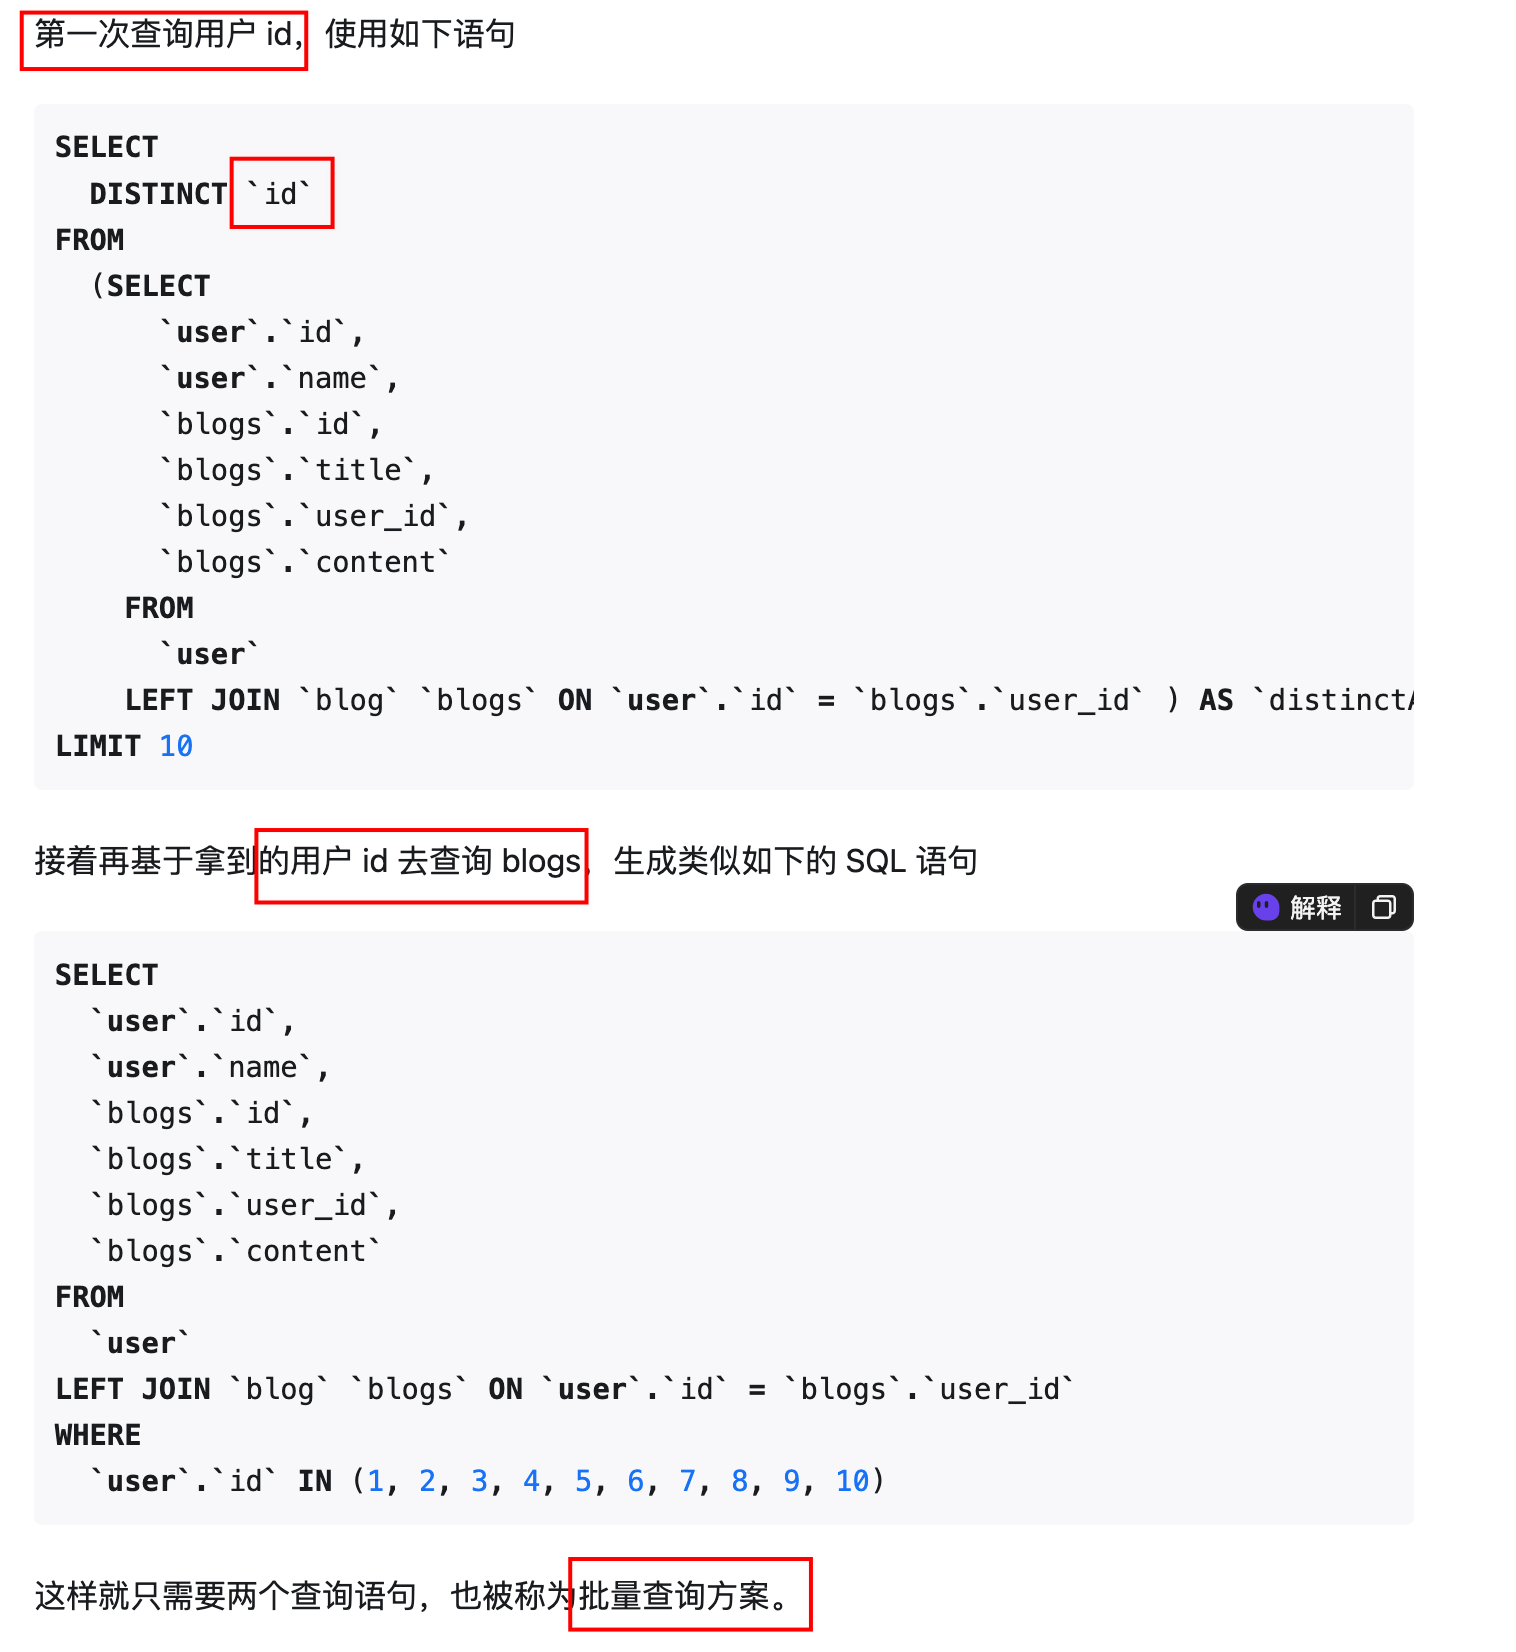 第一次查询用户 id，使用如下语句
SELECT
  DISTINCT `id`
FROM
  (SELECT
      `user`.`id`,
      `user`.`name`,
      `blogs`.`id`,
      `blogs`.`title`,
      `blogs`.`user_id`,
      `blogs`.`content`
    FROM
      `user`
    LEFT JOIN `blog` `blogs` ON `user`.`id` = `blogs`.`user_id` ) AS `distinctA
LIMIT 10
接着再基于拿到的用户 id 去查询 blogs，生成类似如下的 SQL 语句
解释
SELECT
  `user`.`id`,
  `user`.`name`,
  `blogs`.`id`,
  `blogs`.`title`,
  `blogs`.`user_id`,
  `blogs`.`content`
FROM
  `user`
LEFT JOIN `blog` `blogs` ON `user`.`id` = `blogs`.`user_id`
WHERE
  `user`.`id` IN (1, 2, 3, 4, 5, 6, 7, 8, 9, 10)
这样就只需要两个查询语句，也被称为批量查询方案。